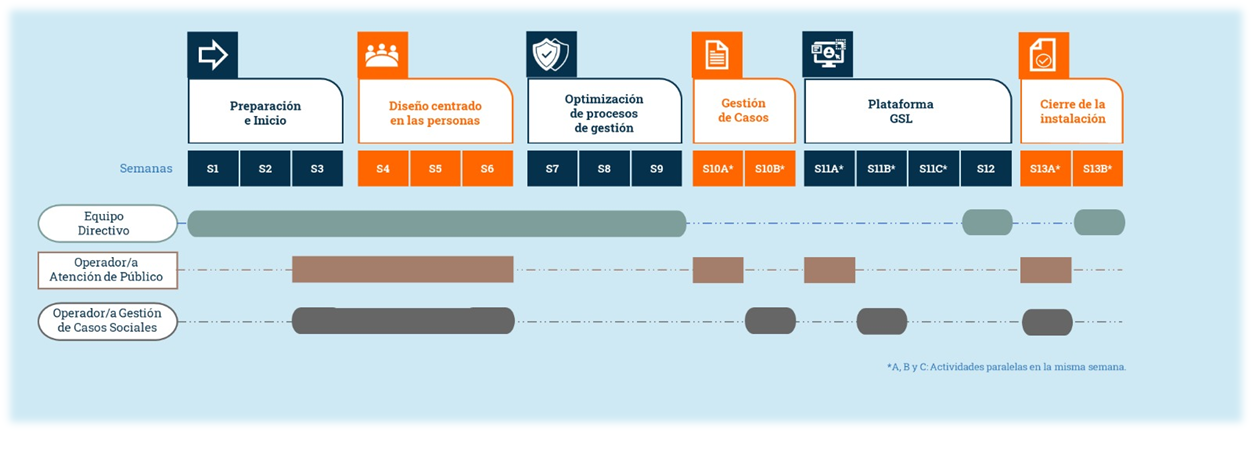 Preparación
e Inicio
Diseño centrado
en las personas
Optimización
de procesos
de gestión
Gestión
de Casos
Plataforma
GSL
Cierre de la
instalación
Semanas
S1 S2 S3 S4 S5 S6 S7 S8 S9 S10A* S10B* S11A* S11B* S11C* S12 S13A* S13B*
Equipo
Directivo
Operador/a
Atención de Público
Operador/a Gestión
de Casos Sociales
*A, B y C: Actividades paralelas en la misma semana.